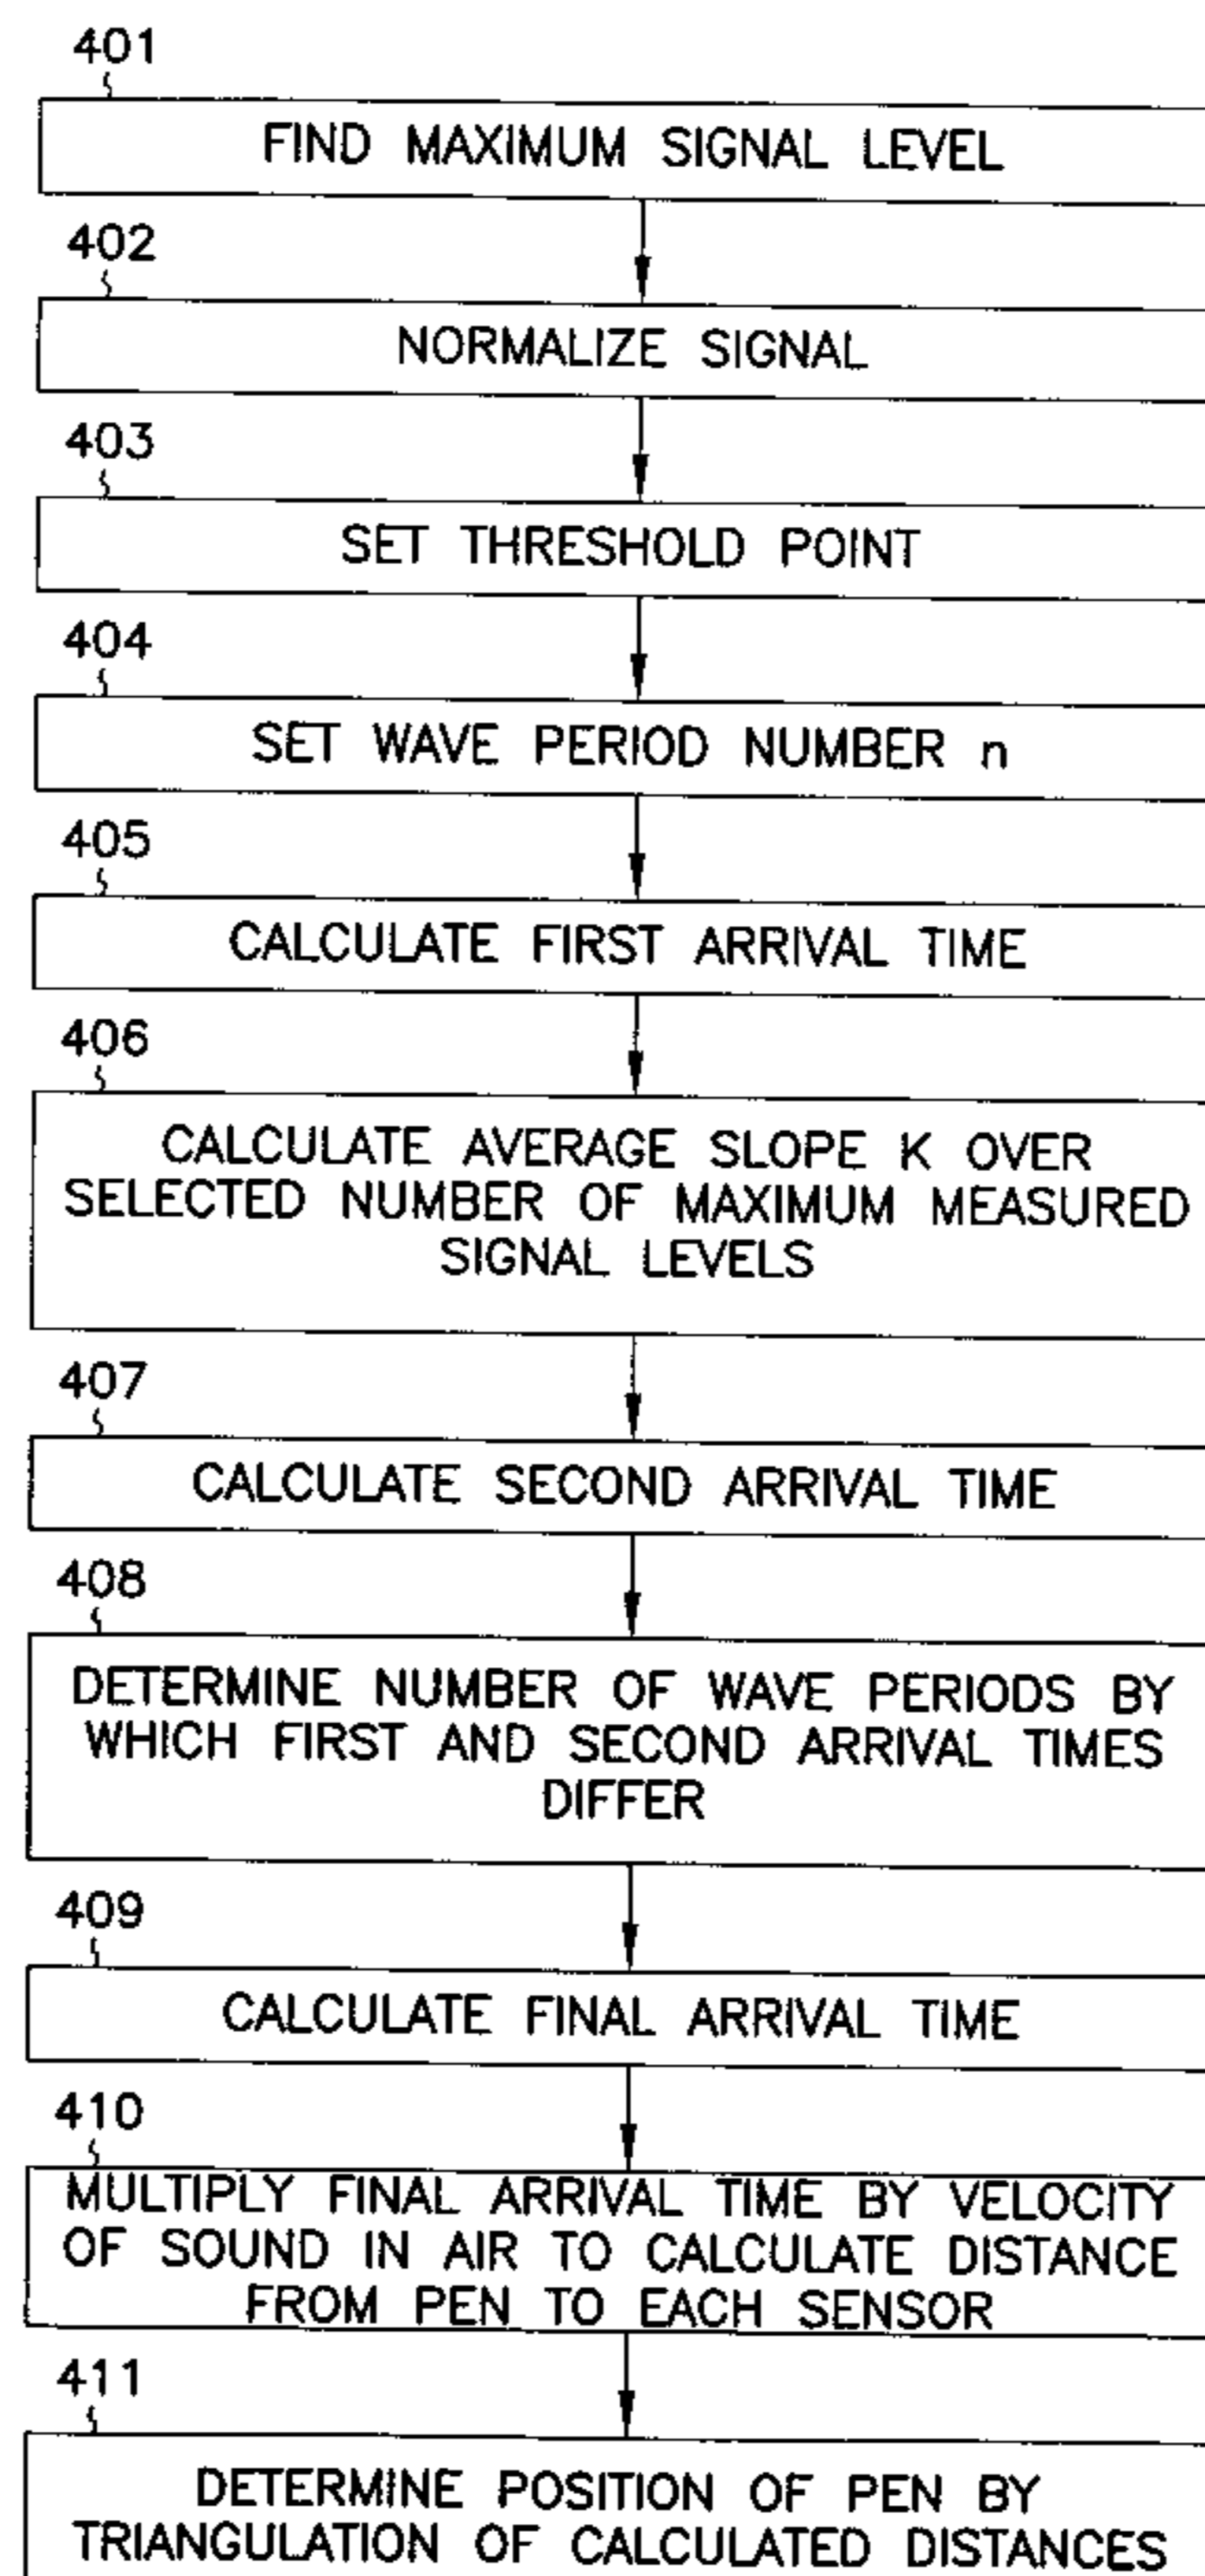 401
FIND MAXIMUM SIGNAL LEVEL
402
NORMALIZE SIGNAL
403
SET THRESHOLD POINT
404
SET WAVE PERIOD NUMBER n
405
CALCULATE FIRST ARRIVAL TIME
406
CALCULATE AVERAGE SLOPE K OVER
SELECTED NUMBER OF MAXIMUM MEASURED
SIGNAL LEVELS
407
CALCULATE SECOND ARRIVAL TIME
408
DETERMINE NUMBER OF WAVE PERIODS BY
WHICH FIRST AND SECOND ARRIVAL TIMES
DIFFER
409
CALCULATE FINAL ARRIVAL TIME
410
MULTIPLY FINAL ARRIVAL TIME BY VELOCITY
OF SOUND IN AIR TO CALCULATE DISTANCE
FROM PEN TO EACH SENSOR
411
DETERMINE POSITION OF PEN BY
TRIANGULATION OF CALCULATED DISTANCES